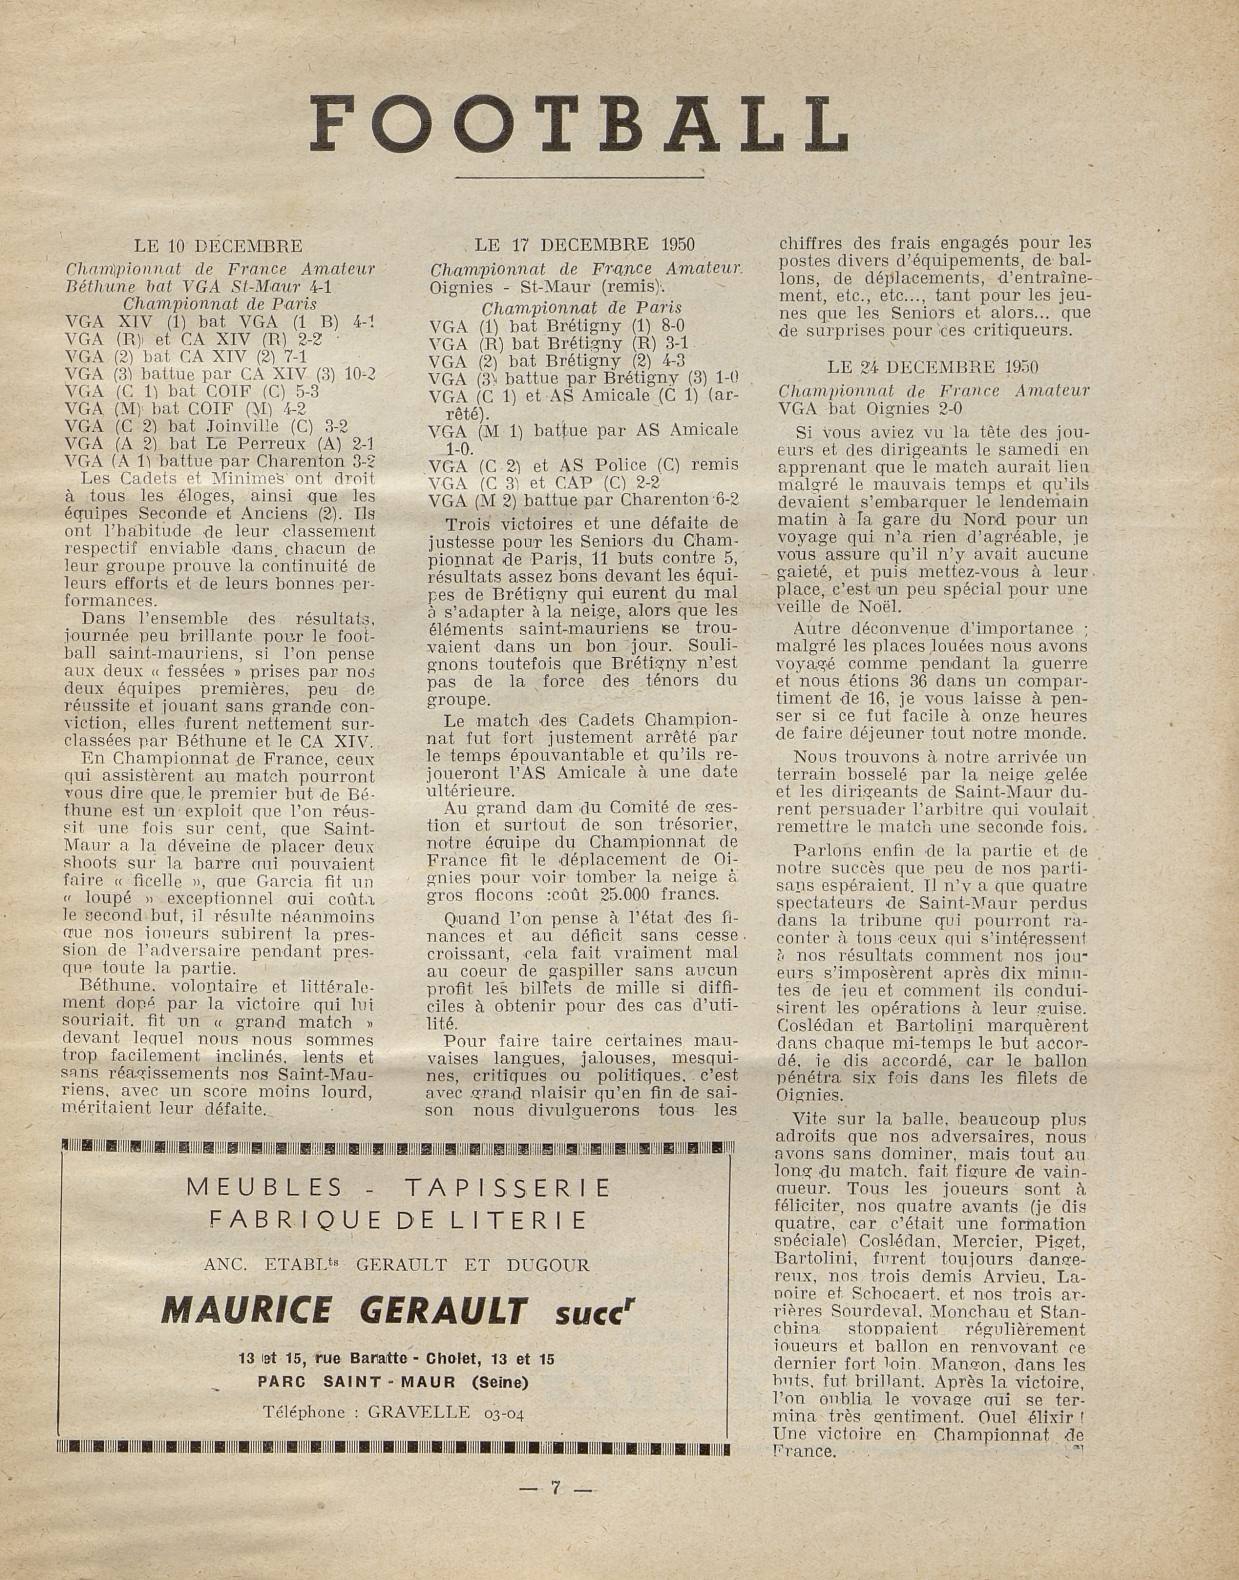 FOOTBALL
LE 10 DECEMBRE
Championnat de France Amateur
Béthune bat VGA St-Maur 4-1
Championnat de Paris
VGA XIV (1) bat VGA (1 B) 4-1
VGA (R) et CA XIV (R) 2-2
VGA (2) bat CA XIV (2) 7-1
VGA (3) battue par CA XIV (3) 10-2
VGA (C 1) bat COIF (C) 5-3
VGA (M) bat COIF (M) 4-2
VGA (C 2) bat Joinville (C) 3-2
VGA (A 2) bat Le Perreux (A) 2-1
VGA (A 1) battue par Charenton 3-2
Les Cadets et Minimes ont droit
à tous les éloges, ainsi que les
équipes Seconde et Anciens (2). Ils
ont l'habitude de leur classement
respectif enviable dans chacun de
leur groupe prouve la continuité de
leurs efforts et de leurs bonnes per-
formances.
Dans l'ensemble des résultats,
journée peu brillante pour le foot-
ball saint-mauriens, si l'on pense
aux deux « fessées » prises par nos
deux équipes premières, peu de
réussite et jouant sans grande con-
viction, elles furent nettement sur-
classées par Béthune et le CA XIV.
En Championnat de France, ceux
qui assistèrent au match pourront
vous dire que le premier but de Bé-
thune est un exploit que l'on réus-
sit une fois sur cent, que Saint-
Maur a la déveine de placer deux
shoots sur la barre qui pouvaient
faire « ficelle », que Garcia fit un
« loupé » exceptionnel qui coûta
le second but, il résulte néanmoins
que nos joueurs subirent la pres-
sion de l'adversaire pendant pres-
que toute la partie.
Béthune, volontaire et littérale-
ment dopé par la victoire qui lui
souriait, fit un « grand match »
devant lequel nous nous sommes
trop facilement inclinés, lents et
sans réagissements nos Saint-Mau-
riens, avec un score moins lourd,
méritaient leur défaite.
LE 17 DECEMBRE 1950
Championnat de France Amateur.
Oignies - St-Maur (remis).
Championnat de Paris
VGA (1) bat Brétigny (1) 8-0
VGA (R) bat Brétigny (R) 3-1
VGA (2) bat Brétigny (2) 4-3
VGA (3) battue par Brétigny (3) 1-0
VGA (C 1) et AS Amicale (C 1) (ar-
rêté).
VGA (M 1) battue par AS Amicale
1-0.
VGA (C 2) et AS Police (C) remis
VGA (C 3) et CAP (C) 2-2
VGA (M 2) battue par Charenton 6-2
Trois victoires et une défaite de
justesse pour les Seniors du Cham-
pionnat de Paris, 11 buts contre 5,
résultats assez bons devant les équi-
pes de Brétigny qui eurent du mal
à s'adapter à la neige, alors que les
éléments saint-mauriens se trou-
vaient dans un bon jour. Souli-
gnons toutefois que Brétigny n'est
pas de la force des ténors du
groupe.
Le match des Cadets Champion-
nat fut fort justement arrêté par
le temps épouvantable et qu'ils re-
joueront l'AS Amicale à une date
ultérieure.
Au grand dam du Comité de ges-
tion et surtout de son trésorier,
notre équipe du Championnat de
France fit le déplacement de Oi-
gnies pour voir tomber la neige à
gros flocons :coût 25.000 francs.
Quand l'on pense à l'état des fi-
nances et au déficit sans cesse
croissant, cela fait vraiment mal
au coeur de gaspiller sans aucun
profit les billets de mille si diffi-
ciles à obtenir pour des cas d'uti-
lité.
Pour faire taire certaines mau-
vaises langues, jalouses, mesqui-
nes, critiques ou politiques, c'est
avec grand plaisir qu'en fin de sai-
son nous divulguerons tous les
chiffres des frais engagés pour les
postes divers d'équipements, de bal-
lons, de déplacements, d'entraîne-
ment, etc., etc..., tant pour les jeu-
nes que les Seniors et alors... que
de surprises pour ces critiqueurs.
LE 24 DECEMBRE 1950
Championnat de France Amateur
VGA bat Oignies 2-0
Si vous aviez vu la tête des jou-
eurs et des dirigeants le samedi en
apprenant que le match aurait lieu
malgré le mauvais temps et qu'ils
devaient s'embarquer le lendemain
matin à la gare du Nord pour un
voyage qui n'a rien d'agréable, je
vous assure qu'il n'y avait aucune
gaieté, et puis mettez-vous à leur
place, c'est un peu spécial pour une
veille de Noël.
Autre déconvenue d'importance ;
malgré les places louées nous avons
voyagé comme pendant la guerre
et nous étions 36 dans un compar-
timent de 16, je vous laisse à pen-
ser si ce fut facile à onze heures
de faire déjeuner tout notre monde.
Nous trouvons à notre arrivée un
terrain bosselé par la neige gelée
et les dirigeants de Saint-Maur du-
rent persuader l'arbitre qui voulait
remettre le match une seconde fois.
Parlons enfin de la partie et de
notre succès que peu de nos parti-
sans espéraient. Il n'y a que quatre
spectateurs de Saint-Maur perdus
dans la tribune qui pourront ra-
conter à tous ceux qui s'intéressent
à nos résultats comment nos jou-
eurs s'imposèrent après dix minu-
tes de jeu et comment ils condui-
sirent les opérations à leur guise.
Coslédan et Bartolini marquèrent
dans chaque mi-temps le but accor-
dé, je dis accordé, car le ballon
pénétra six fois dans les filets de
Oignies.
Vite sur la balle, beaucoup plus
adroits que nos adversaires, nous
avons sans dominer, mais tout au
long du match, fait figure de vain-
queur. Tous les joueurs sont à
féliciter, nos quatre avants (je dis
quatre, car c'était une formation
spéciale) Coslédan, Mercier, Piget,
Bartolini, furent toujours dange-
reux, nos trois demis Arvieu, La-
poire et Schocaert, et nos trois ar-
rières Sourdeval, Monchau et Stan-
china stoppaient régulièrement
joueurs et ballon en renvoyant ce
dernier fort loin. Mangon, dans les
buts, fut brillant. Après la victoire,
l'on oublia le voyage qui se ter-
mina très gentiment. Quel élixir !
Une victoire en Championnat de
France.
MEUBLES - TAPISSERIE
FABRIQUE DE LITERIE
ANC. ETABLts GERAULT ET DUGOUR
MAURICE GERAULT succr
13 et 15, rue Baratte - Cholet, 13 et 15
PARC SAINT - MAUR (Seine)
Téléphone : GRAVELLE 03-04
— 7 —